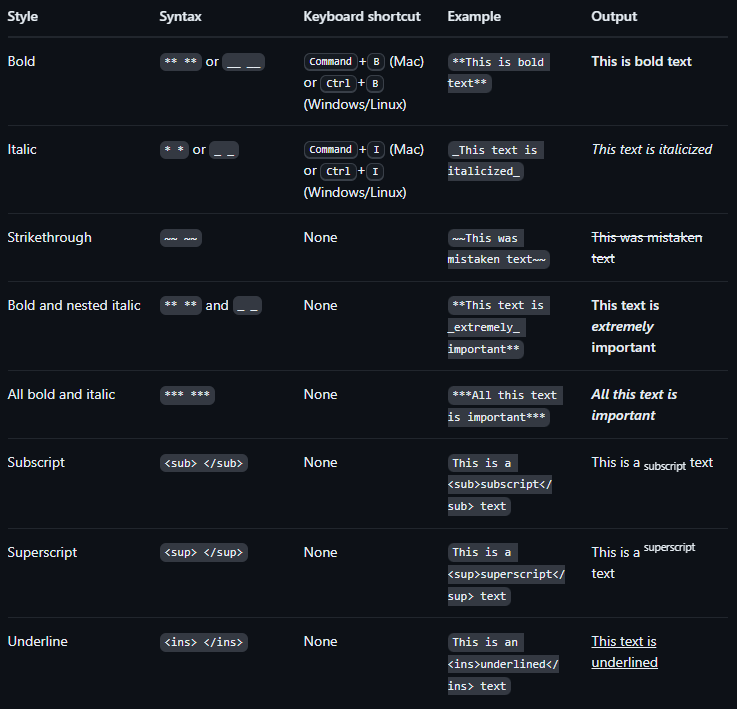 Style Syntax Keyboard shortcut Example Output
Bold ** ** or __ __ Command+B (Mac) **This is bold This is bold text
or Ctrl+B text**
(Windows/Linux)
Italic * * or _ _ Command+I (Mac) _This text is This text is italicized
or Ctrl+I italicized_
(Windows/Linux)
Strikethrough ~~ ~~ None ~~This was This was mistaken
mistaken text~~ text
Bold and nested italic ** ** and _ _ None **This text is This text is
_extremely_ extremely
important** important
All bold and italic *** *** None ***All this text All this text is
is important*** important
Subscript <sub> </sub> None This is a This is a subscript text
<sub>subscript</
sub> text
Superscript <sup> </sup> None This is a This is a superscript
<sup>superscript</ text
sup> text
Underline <ins> </ins> None This is an This text is
<ins>underlined</ underlined
ins> text